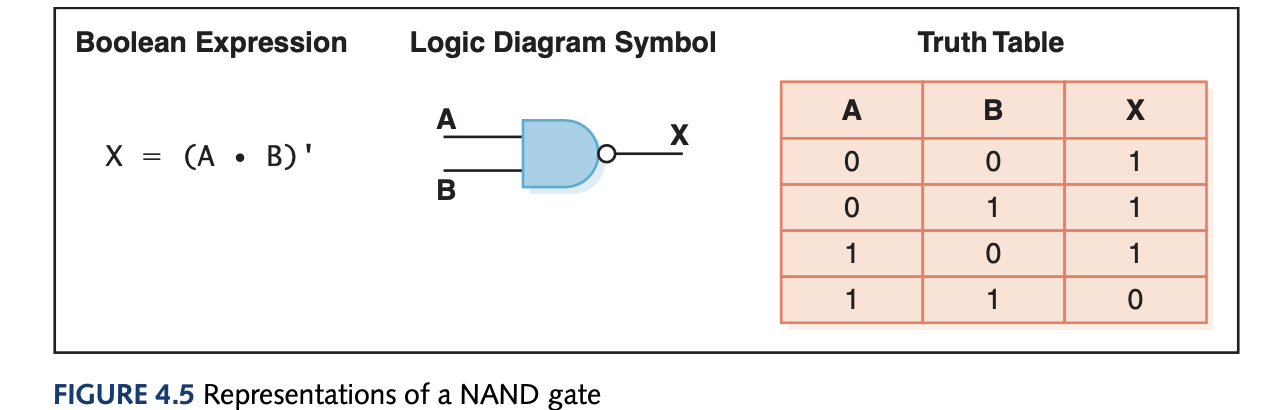 Boolean Expression Logic Diagram Symbol Truth Table
X = (A • B)'
A
B
X
A B X
0 0 1
0 1 1
1 0 1
1 1 0
FIGURE 4.5 Representations of a NAND gate